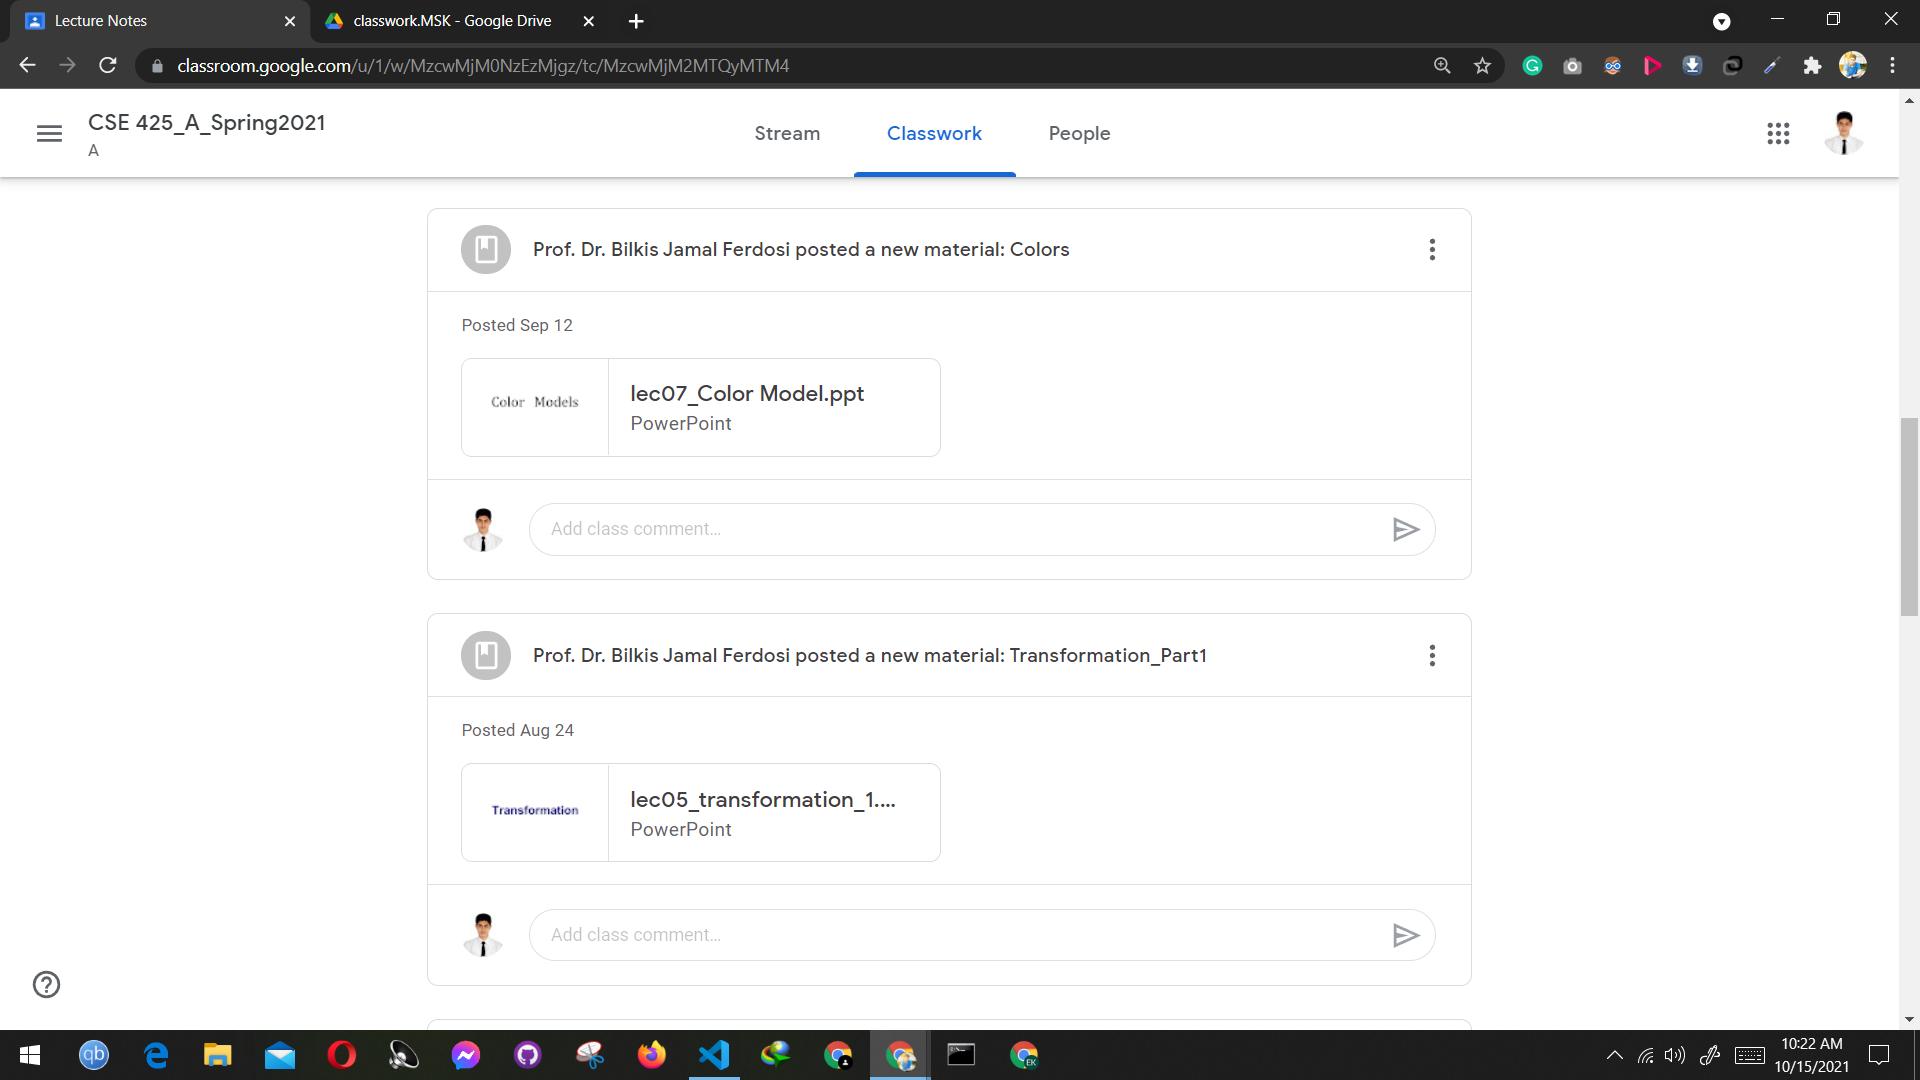 Lecture Notes
classwork.MSK - Google Drive
classroom.google.com/u/1/w/MzcwMjM0NzEzMjgz/tc/MzcwMjM2MTQyMTM4
CSE 425_A_Spring2021
A
Stream
Classwork
People
Prof. Dr. Bilkis Jamal Ferdosi posted a new material: Colors
Posted Sep 12
Color Models
lec07_Color Model.ppt
PowerPoint
Add class comment...
Prof. Dr. Bilkis Jamal Ferdosi posted a new material: Transformation_Part1
Posted Aug 24
Transformation
lec05_transformation_1....
PowerPoint
Add class comment...
qb
EK
10:22 AM
10/15/2021